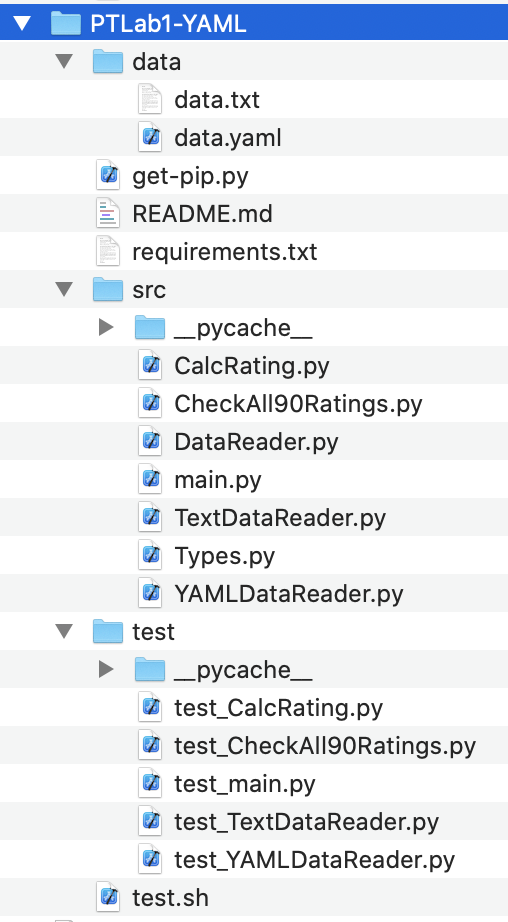 PTLab1-YAML
data
data.txt
data.yaml
get-pip.py
README.md
requirements.txt
src
__pycache__
CalcRating.py
CheckAll90Ratings.py
DataReader.py
main.py
TextDataReader.py
Types.py
YAMLDataReader.py
test
__pycache__
test_CalcRating.py
test_CheckAll90Ratings.py
test_main.py
test_TextDataReader.py
test_YAMLDataReader.py
test.sh